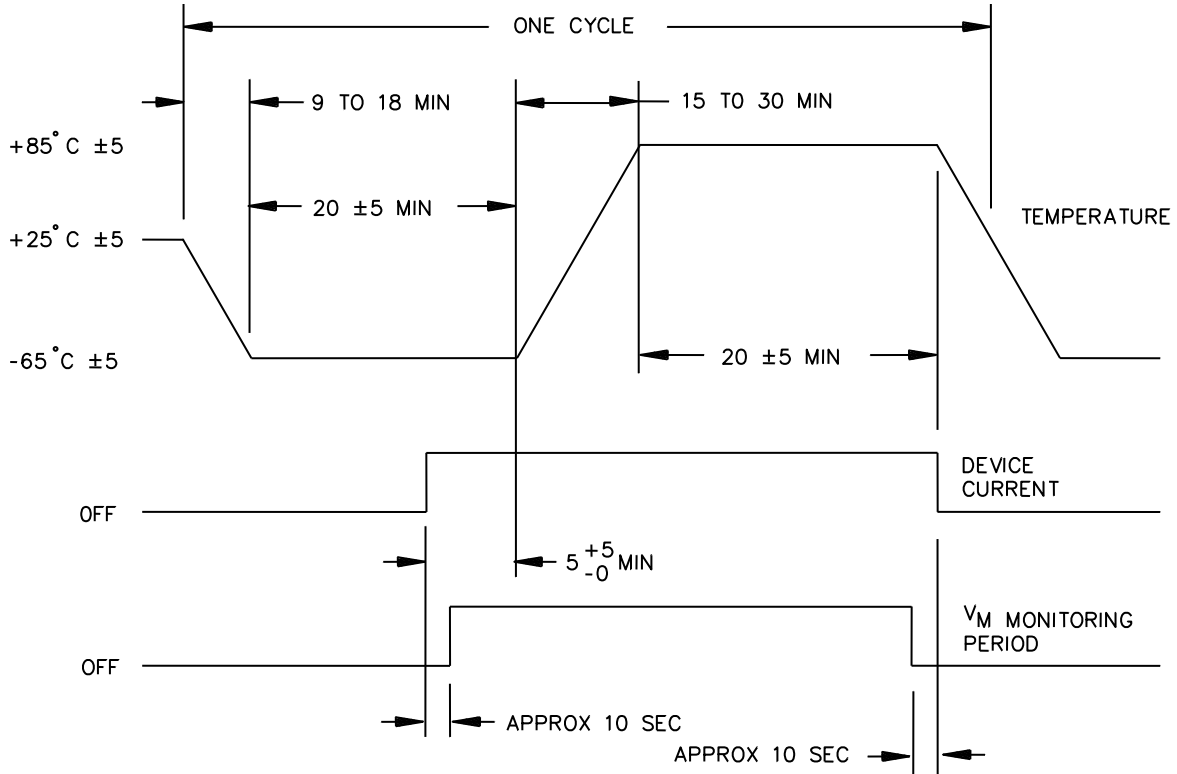 ONE CYCLE
9 TO 18 MIN
15 TO 30 MIN
+85°C ±5
20 ±5 MIN
TEMPERATURE
+25°C ±5
-65°C ±5
20 ±5 MIN
DEVICE
CURRENT
OFF
5 +5 -0 MIN
VM MONITORING
PERIOD
OFF
APPROX 10 SEC
APPROX 10 SEC